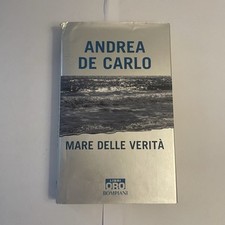 ANDREA
DE CARLO
MARE DELLE VERITÀ
ORO
BOMPIANI